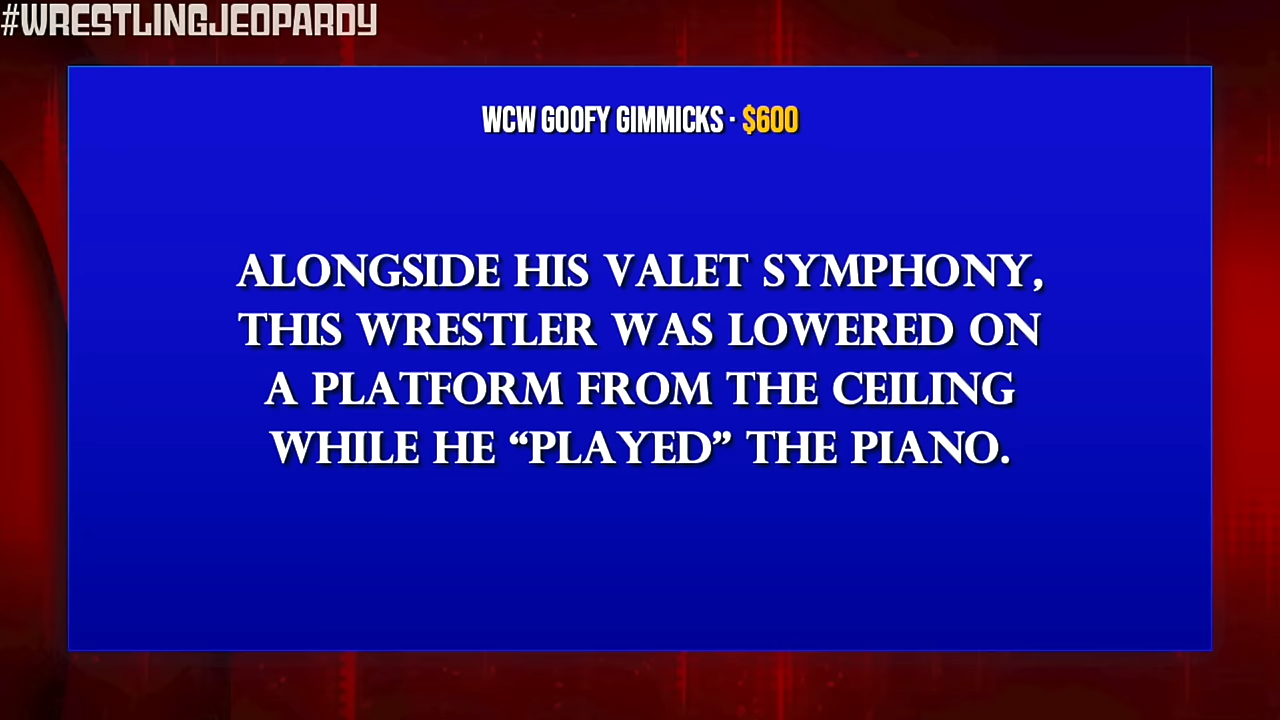 #WRESTLINGJEOPARDY
WCW GOOFY GIMMICKS · $600
ALONGSIDE HIS VALET SYMPHONY,
THIS WRESTLER WAS LOWERED ON
A PLATFORM FROM THE CEILING
WHILE HE “PLAYED” THE PIANO.